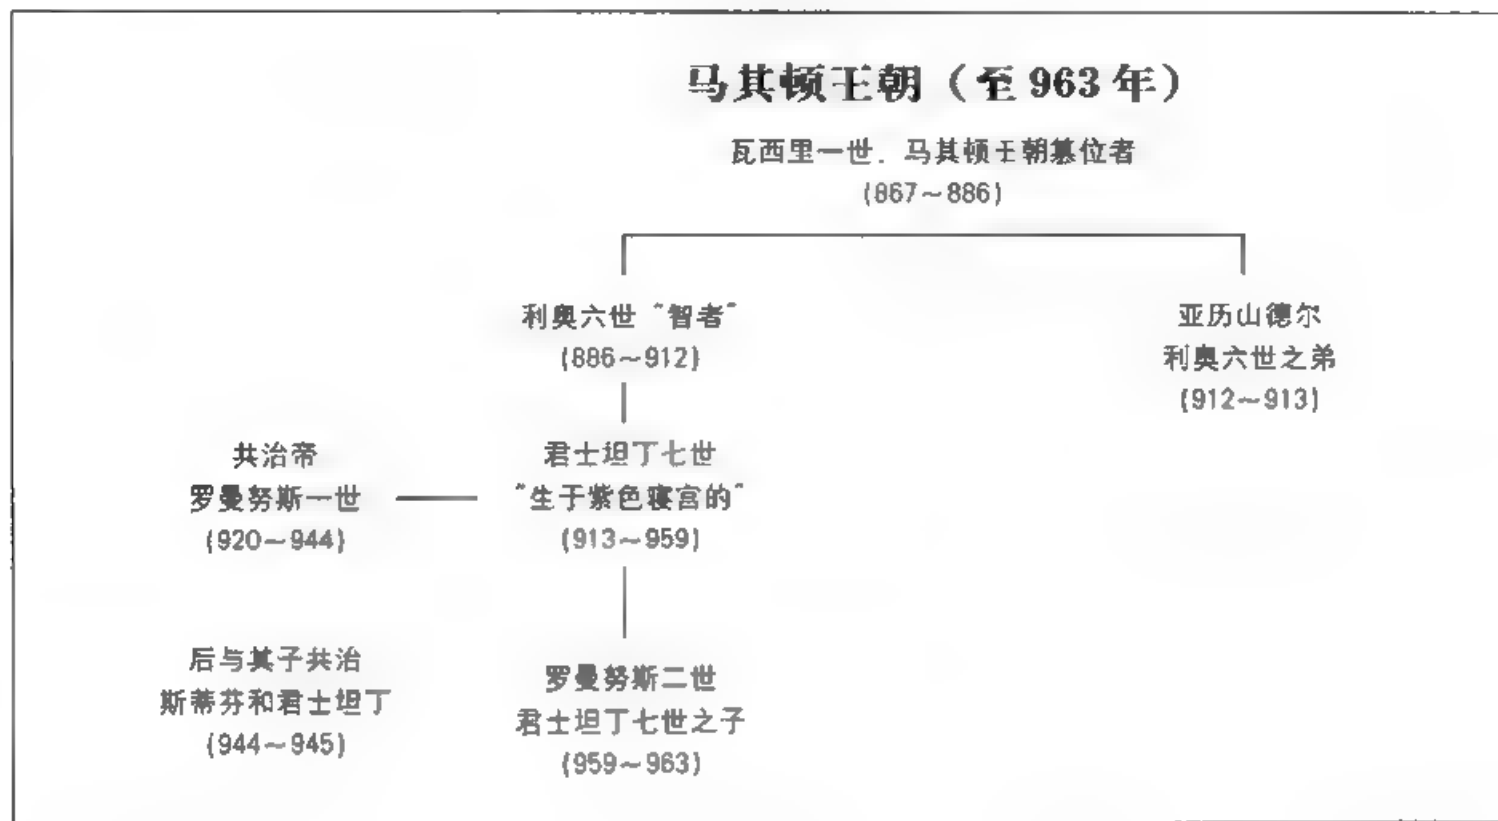 马其顿王朝（至 963 年）
瓦西里一世，马其顿王朝篡位者
(867～886)
利奥六世“智者”
(886～912)
亚历山德尔
利奥六世之弟
(912～913)
共治帝
罗曼努斯一世
(920～944)
君士坦丁七世
“生于紫色寝宫的”
(913～959)
后与其子共治
斯蒂芬和君士坦丁
(944～945)
罗曼努斯二世
君士坦丁七世之子
(959～963)